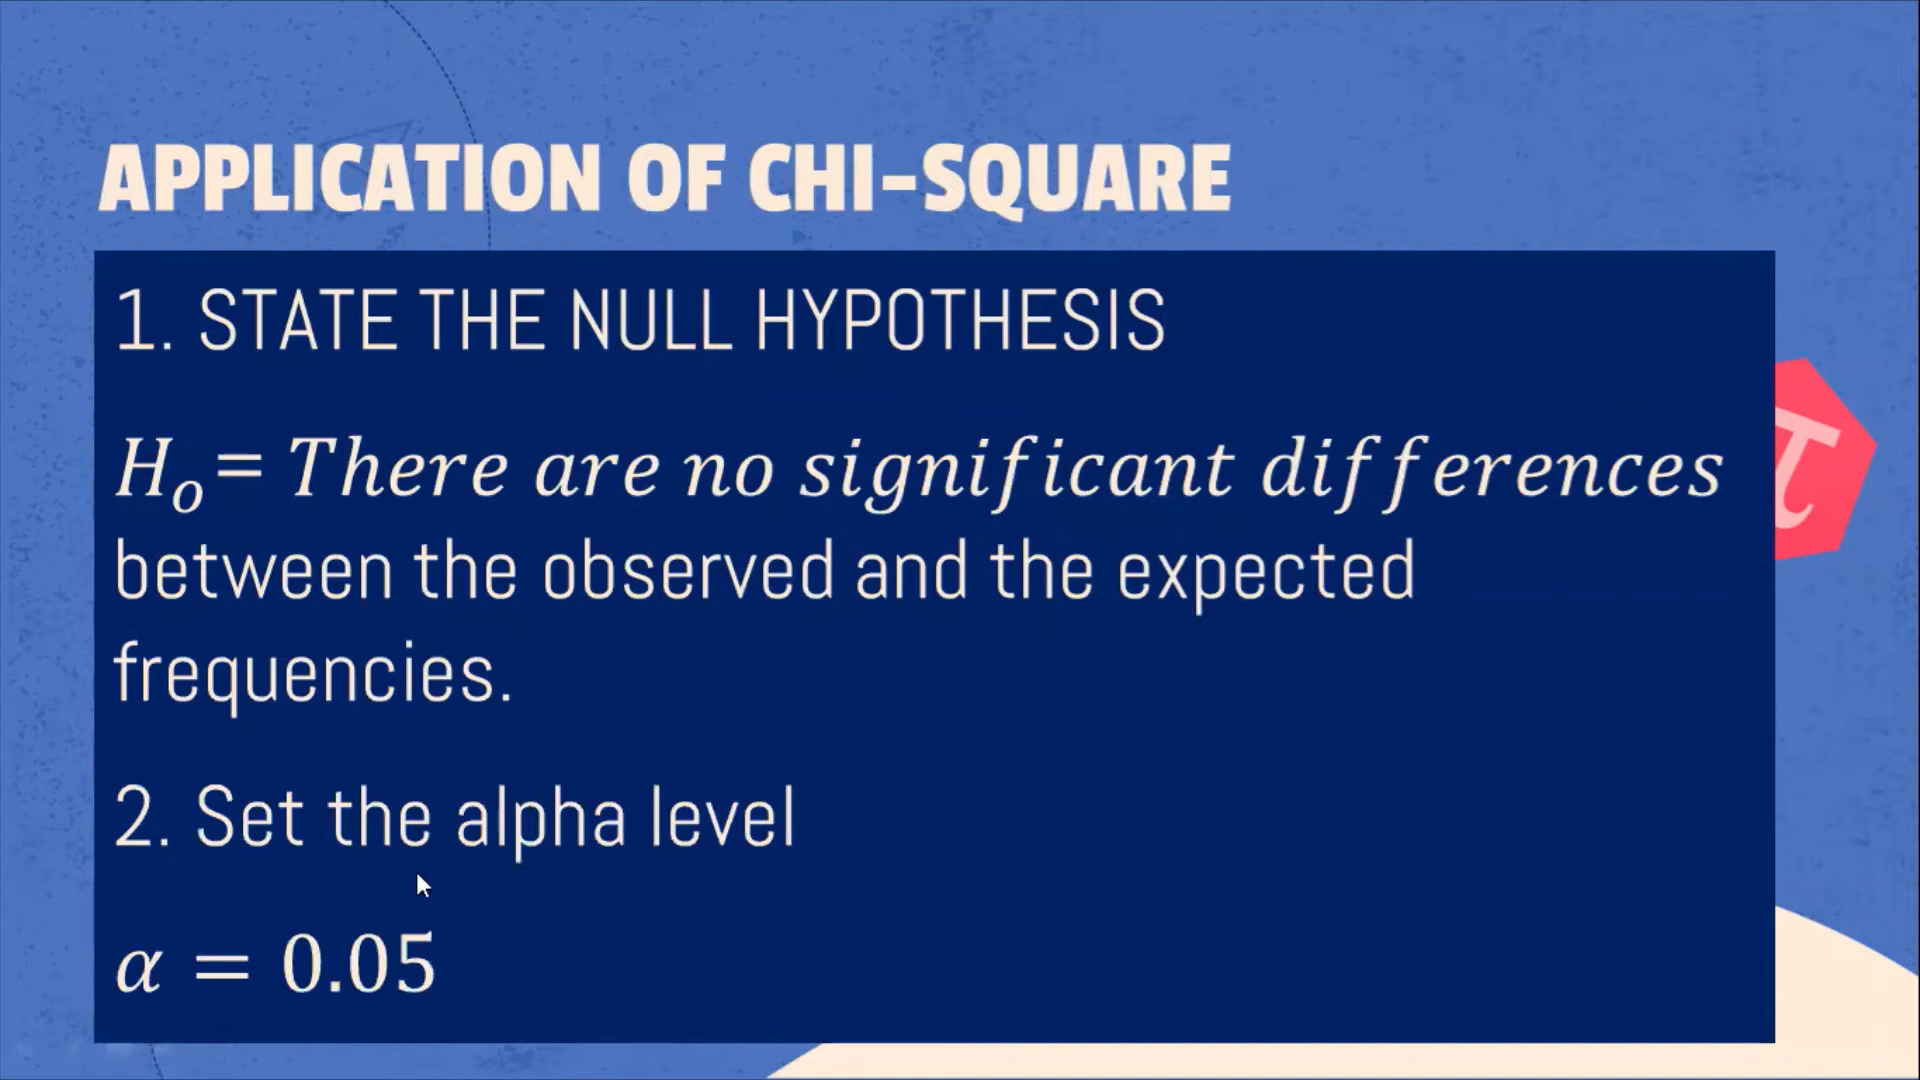 APPLICATION OF CHI-SQUARE
1. STATE THE NULL HYPOTHESIS
Hₒ= There are no significant differences
between the observed and the expected
frequencies.
2. Set the alpha level
α = 0.05
π